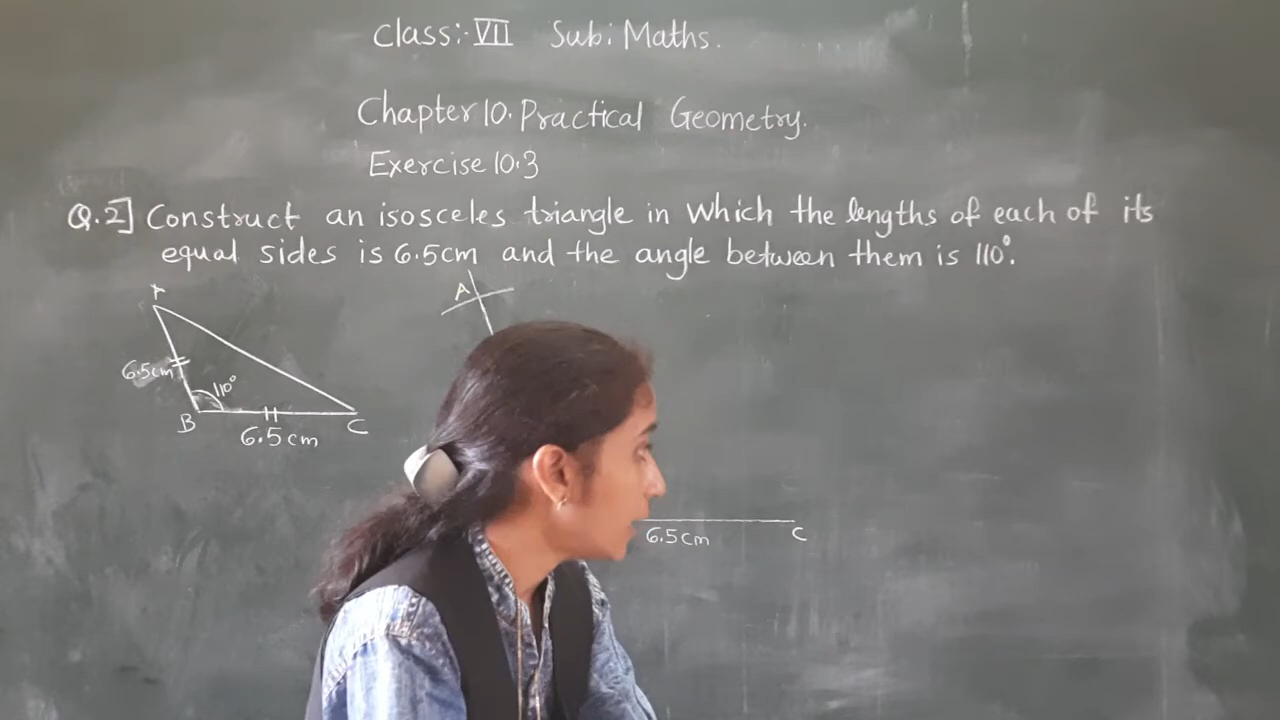 Class:- VII Sub: Maths.
Chapter 10. Practical Geometry.
Exercise 10.3
Q.2] Construct an isosceles triangle in which the lengths of each of its
equal sides is 6.5cm and the angle between them is 110°.
A
6.5cm
110°
B
6.5cm
C
A
6.5cm
C